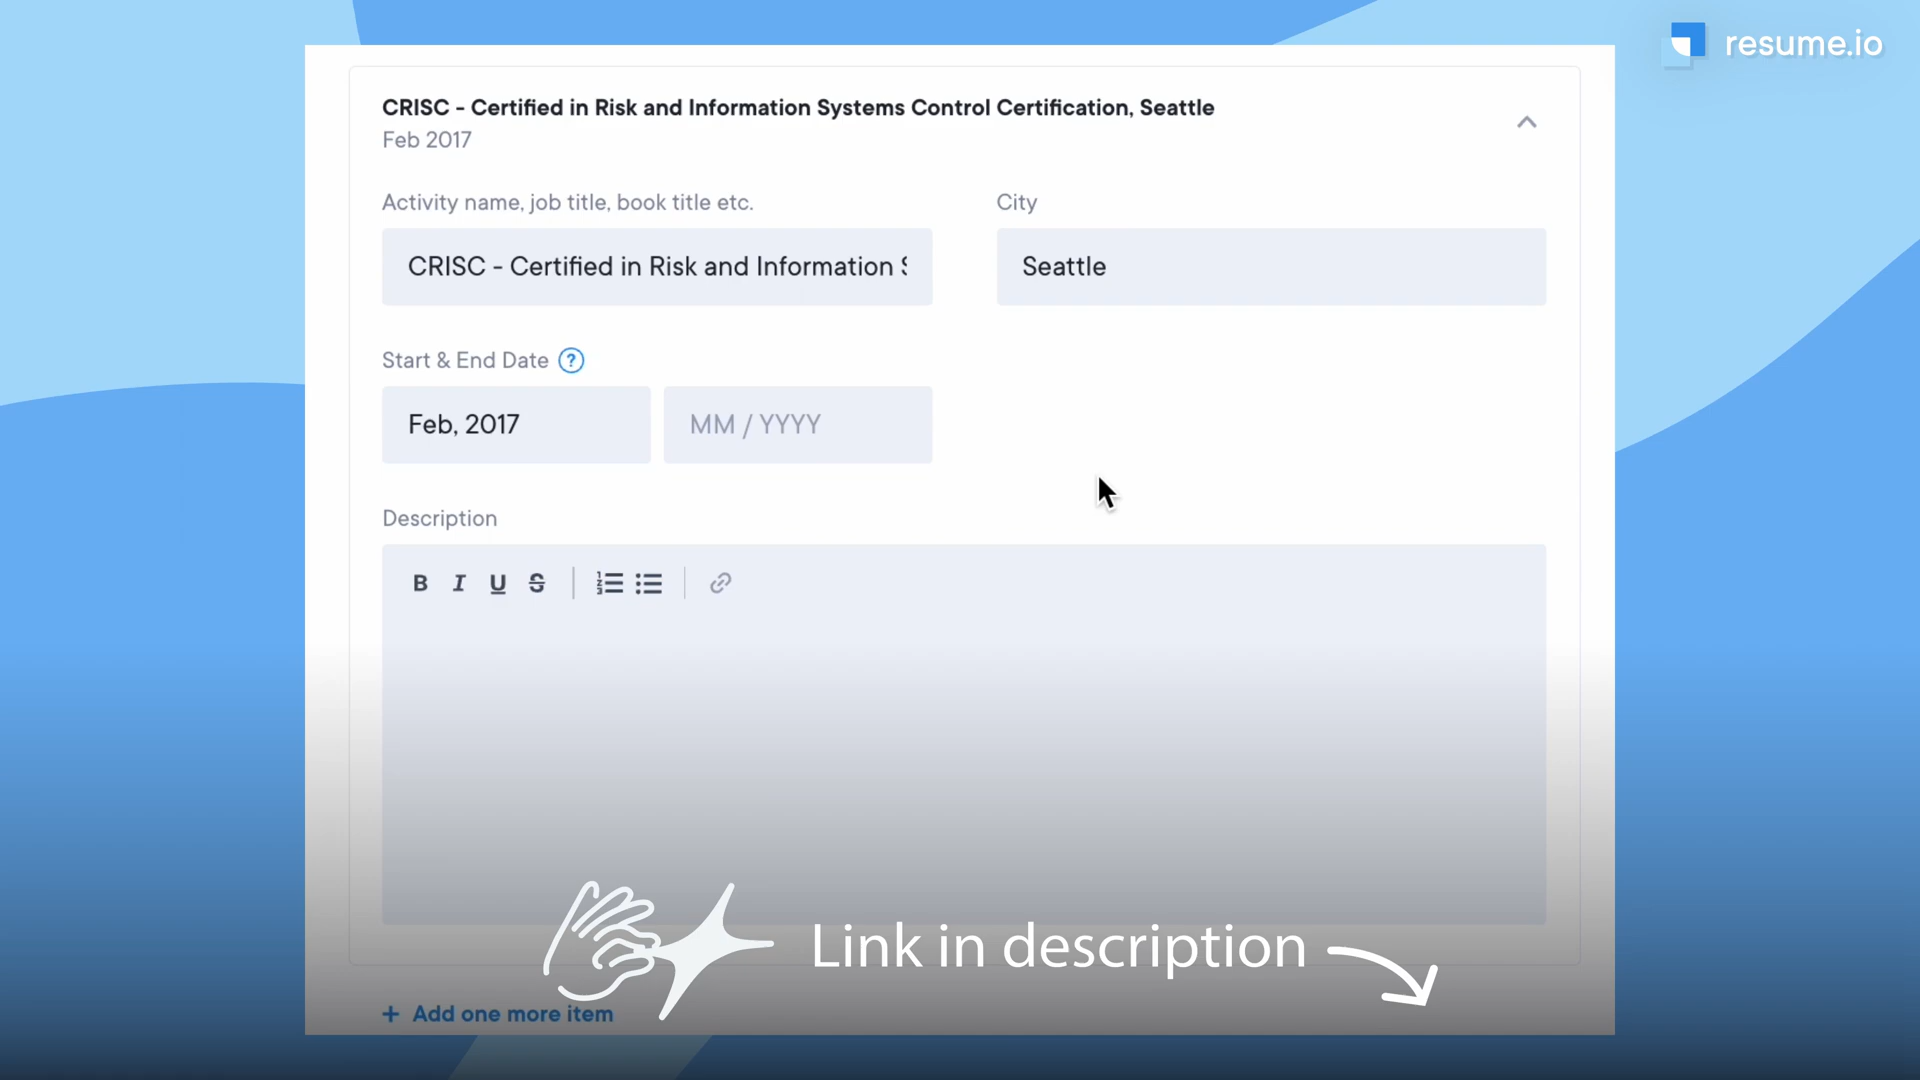 resume.io
CRISC - Certified in Risk and Information Systems Control Certification, Seattle
Feb 2017
Activity name, job title, book title etc.
City
CRISC - Certified in Risk and Information S
Seattle
Start & End Date ?
Feb, 2017
MM / YYYY
Description
B I U S
Link in description
+ Add one more item